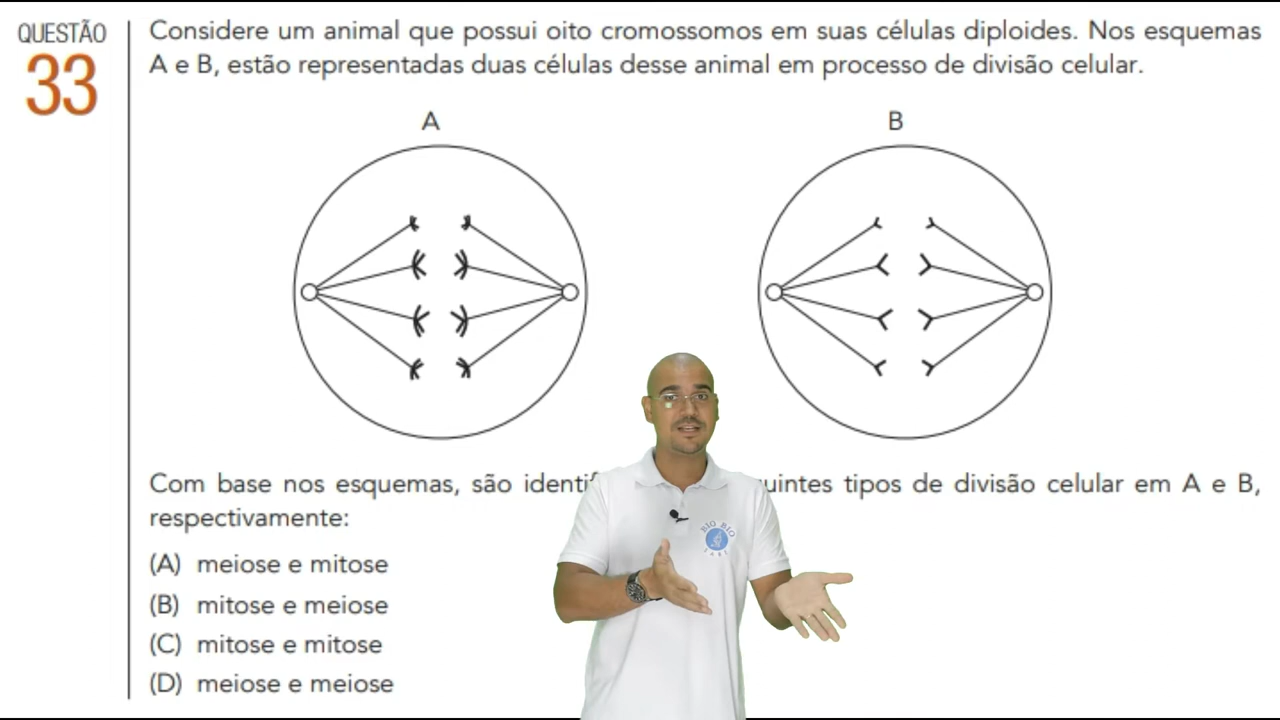 QUESTÃO
33
Considere um animal que possui oito cromossomos em suas células diploides. Nos esquemas
A e B, estão representadas duas células desse animal em processo de divisão celular.
A
B
Com base nos esquemas, são tipos de divisão celular em A e B,
respectivamente:
(A) meiose e mitose
(B) mitose e meiose
(C) mitose e mitose
(D) meiose e meiose
BIO BIO